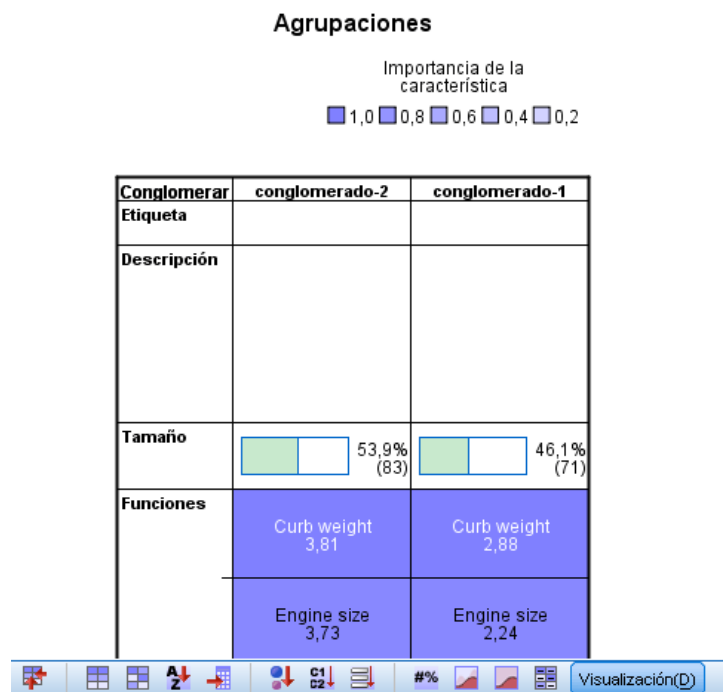 Agrupaciones
Importancia de la
característica
1,0 0,8 0,6 0,4 0,2
Conglomerar conglomerado-2 conglomerado-1
Etiqueta
Descripción
Tamaño
53,9% 46,1%
(83) (71)
Funciones
Curb weight Curb weight
3,81 2,88
Engine size Engine size
3,73 2,24
A Z C1 C2 #% Visualización(D)